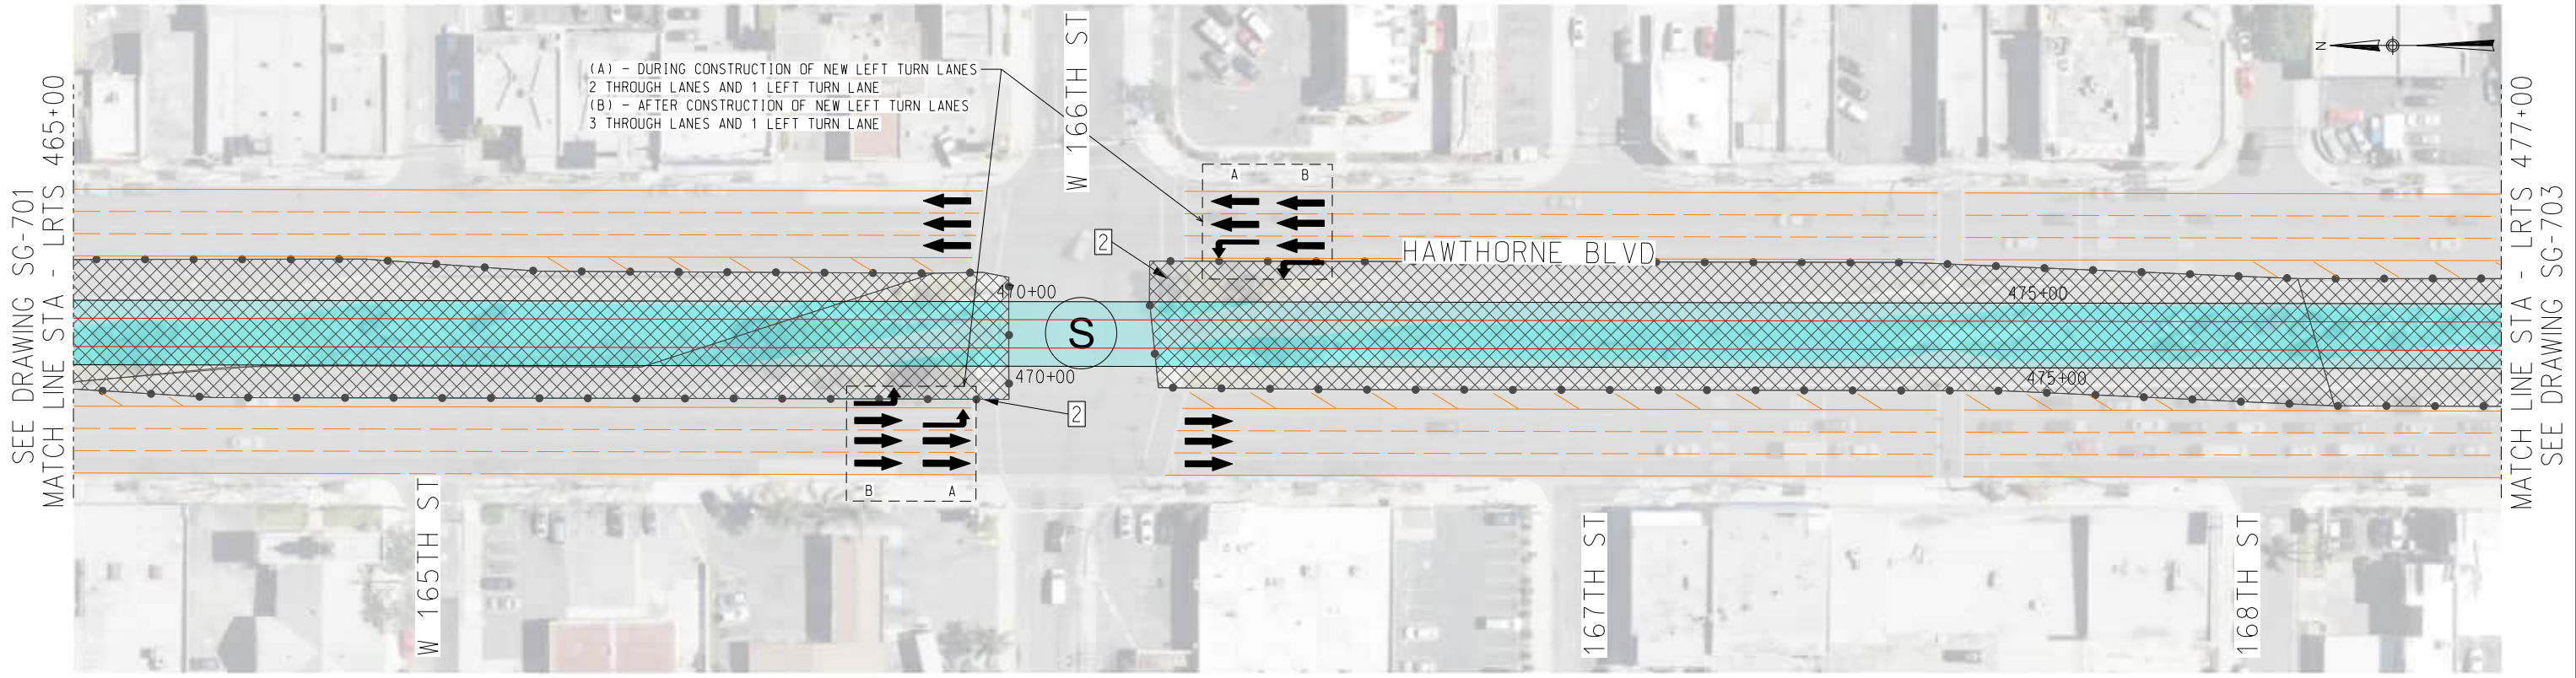 SEE DRAWING SG-701
MATCH LINE STA - LRTS 465+00
(A) - DURING CONSTRUCTION OF NEW LEFT TURN LANES
2 THROUGH LANES AND 1 LEFT TURN LANE
(B) - AFTER CONSTRUCTION OF NEW LEFT TURN LANES
3 THROUGH LANES AND 1 LEFT TURN LANE
W 166TH ST
N
A
B
2
HAWTHORNE BLVD
470+00
475+00
S
470+00
475+00
2
B
A
W 165TH ST
167TH ST
168TH ST
MATCH LINE STA - LRTS 477+00
SEE DRAWING SG-703